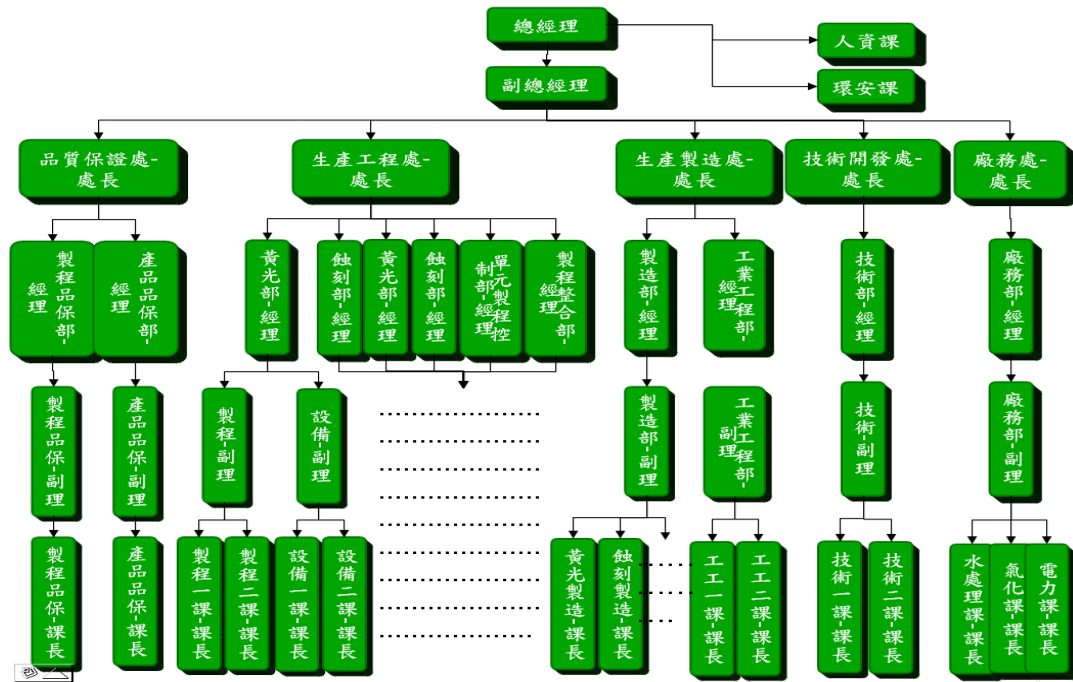 總經理
人資課
副總經理
環安課
品質保證處-
處長
生產工程處-
處長
生產製造處-
處長
技術開發處-
處長
廠務處-
處長
製程品保部-
經理
產品品保部-
經理
黃光部-經理
蝕刻部-經理
黃光部-經理
蝕刻部-經理
單元製程控
制部-經理
製程整合部-
經理
製造部-經理
工業工程部-
經理
技術部-經理
廠務部-經理
製程品保-副理
產品品保-副理
製程-副理
設備-副理
製造部-副理
工業工程部-
副理
技術-副理
廠務部-副理
製程品保-課長
產品品保-課長
製程一課-課長
製程二課-課長
設備一課-課長
設備二課-課長
黃光製造-課長
蝕刻製造-課長
工工一課-課長
工工二課-課長
技術一課-課長
技術二課-課長
水處理課-課長
氣化課-課長
電力課-課長